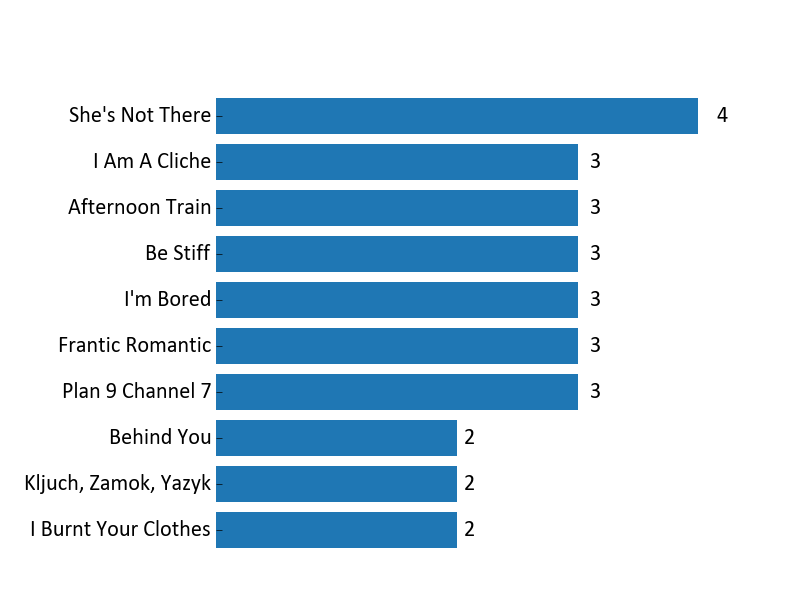 She's Not There 4
I Am A Cliche 3
Afternoon Train 3
Be Stiff 3
I'm Bored 3
Frantic Romantic 3
Plan 9 Channel 7 3
Behind You 2
Kljuch, Zamok, Yazyk 2
I Burnt Your Clothes 2